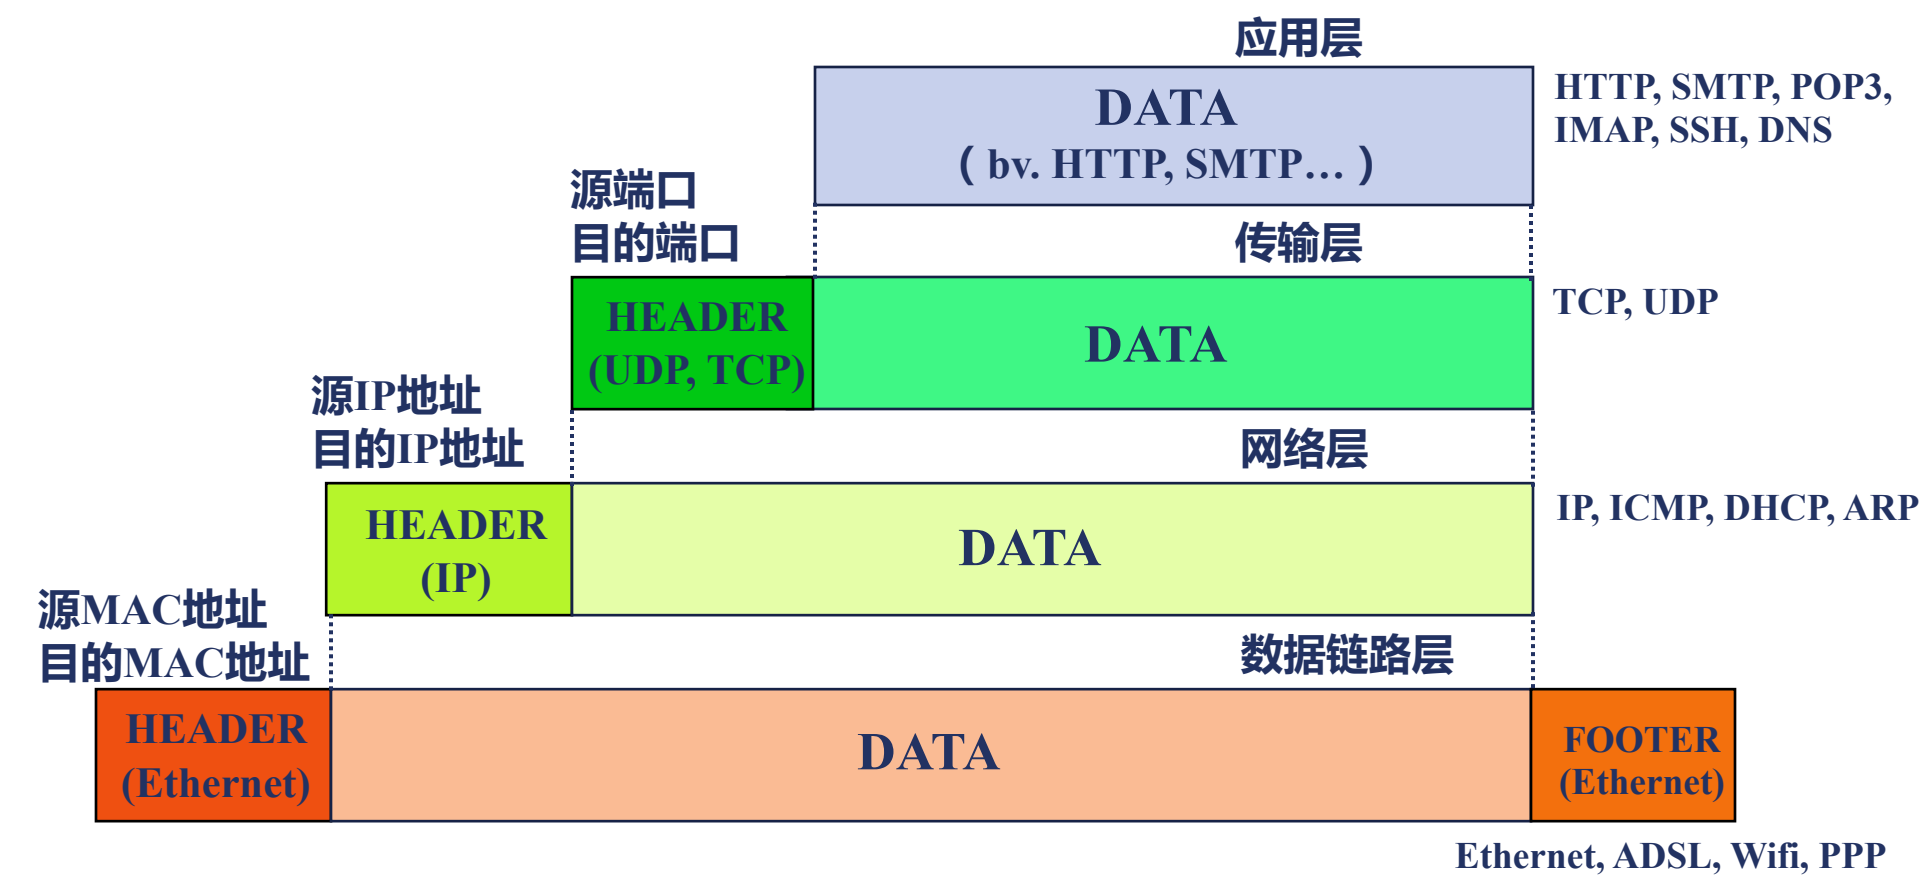 应用层
DATA
( bv. HTTP, SMTP… )
HTTP, SMTP, POP3,
IMAP, SSH, DNS
源端口
目的端口
传输层
HEADER
(UDP, TCP)
DATA
TCP, UDP
源IP地址
目的IP地址
网络层
HEADER
(IP)
DATA
IP, ICMP, DHCP, ARP
源MAC地址
目的MAC地址
数据链路层
HEADER
(Ethernet)
DATA
FOOTER
(Ethernet)
Ethernet, ADSL, Wifi, PPP